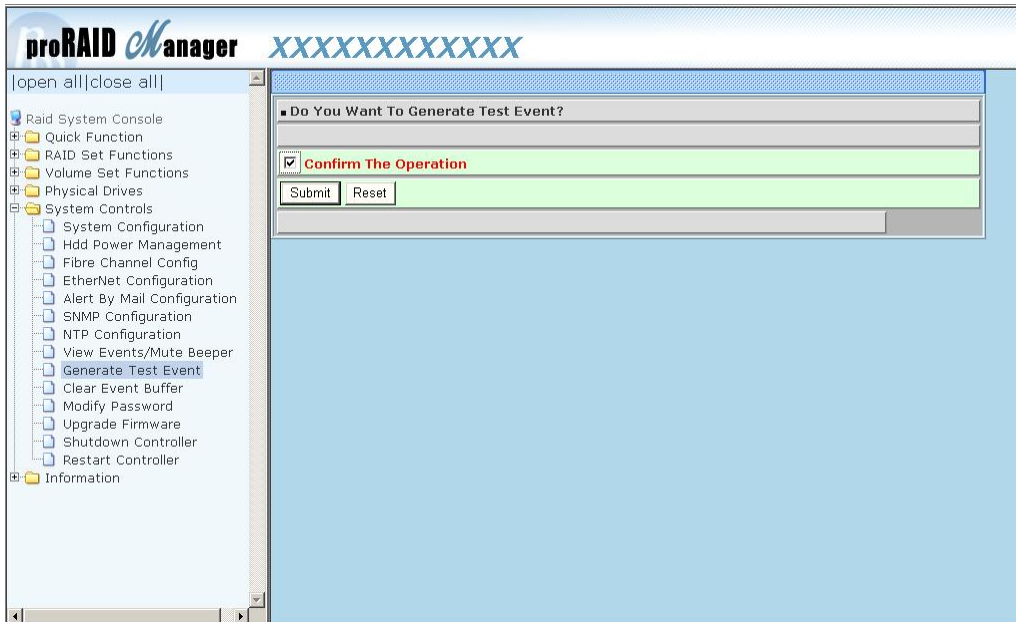 proRAID Manager XXXXXXXXXXXX
|open all|close all|
Raid System Console
Quick Function
RAID Set Functions
Volume Set Functions
Physical Drives
System Controls
System Configuration
Hdd Power Management
Fibre Channel Config
EtherNet Configuration
Alert By Mail Configuration
SNMP Configuration
NTP Configuration
View Events/Mute Beeper
Generate Test Event
Clear Event Buffer
Modify Password
Upgrade Firmware
Shutdown Controller
Restart Controller
Information
Do You Want To Generate Test Event?
Confirm The Operation
Submit Reset